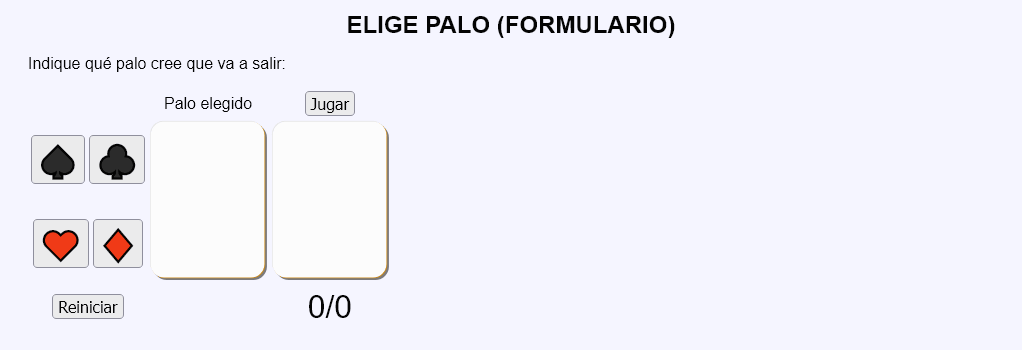 ELIGE PALO (FORMULARIO)
Indique qué palo cree que va a salir:
Palo elegido
Jugar
Reiniciar
0/0